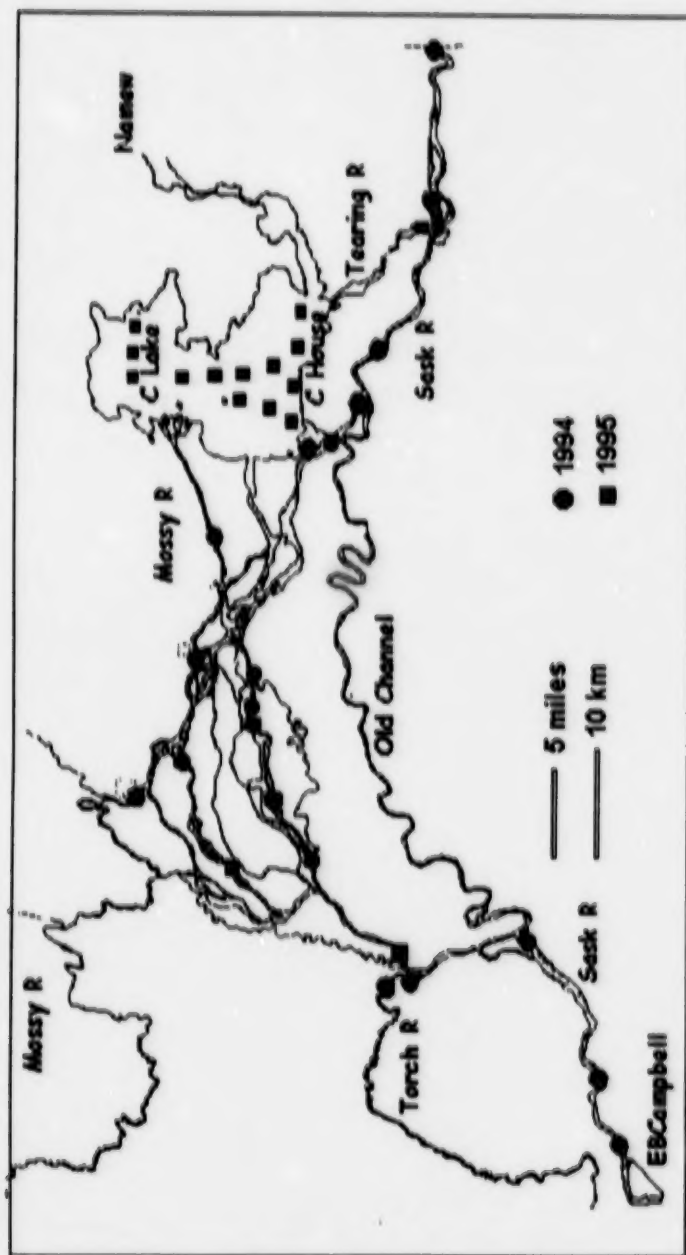 Mossy R
Namew
C Lake
Mossy R
C House
Tearing R
Torch R
Old Channel
Sask R
Sask R
EBCampbell
5 miles
10 km
1994
1995